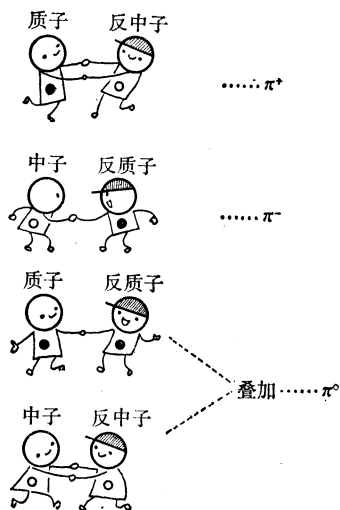 质子 反中子
……π⁺
中子 反质子
……π⁻
质子 反质子
叠加……π⁰
中子 反中子